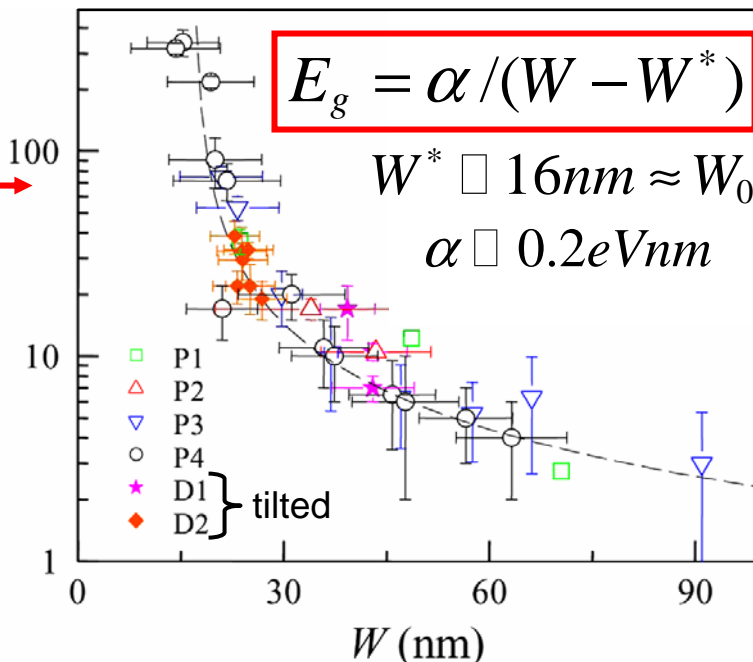 E_g = α/(W − W*)
W* □ 16nm ≈ W₀
α □ 0.2eVnm
100
10
1
P1
P2
P3
P4
D1
D2
tilted
0 30 60 90
W (nm)